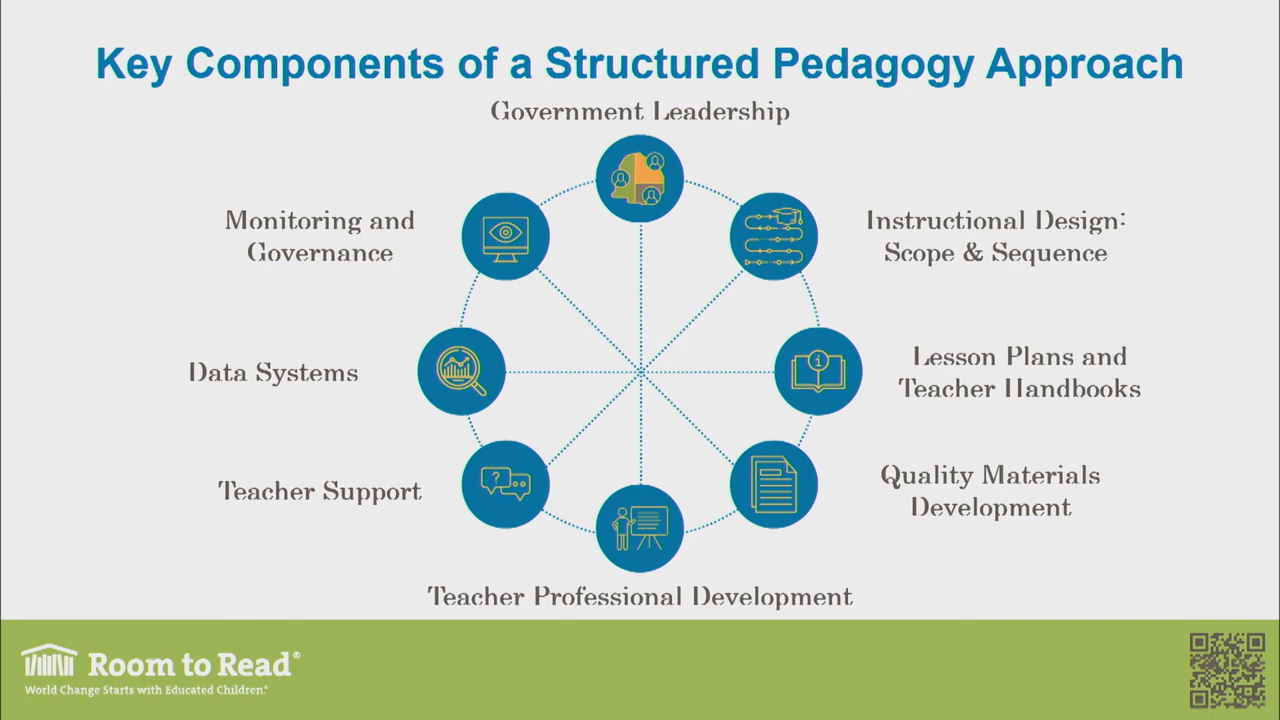 Key Components of a Structured Pedagogy Approach
Government Leadership
Monitoring and
Governance
Instructional Design:
Scope & Sequence
Data Systems
Lesson Plans and
Teacher Handbooks
Teacher Support
Quality Materials
Development
Teacher Professional Development
Room to Read®
World Change Starts with Educated Children.®